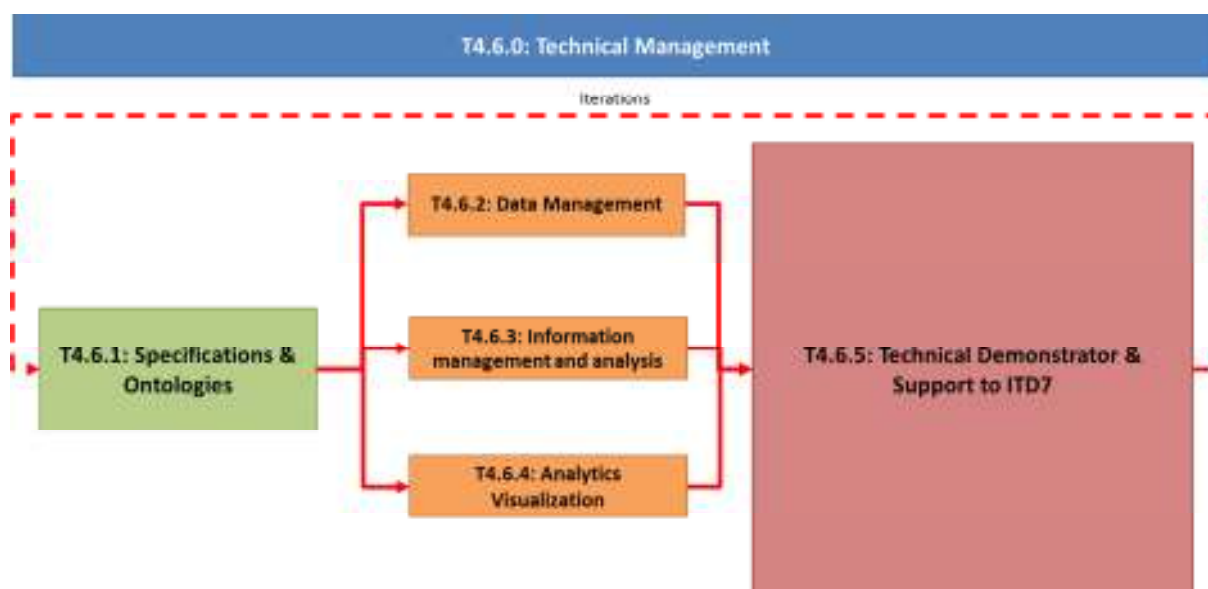 T4.6.0: Technical Management
Iterations
T4.6.2: Data Management
T4.6.1: Specifications &
Ontologies
T4.6.3: Information
management and analysis
T4.6.4: Analytics
Visualization
T4.6.5: Technical Demonstrator &
Support to ITD7